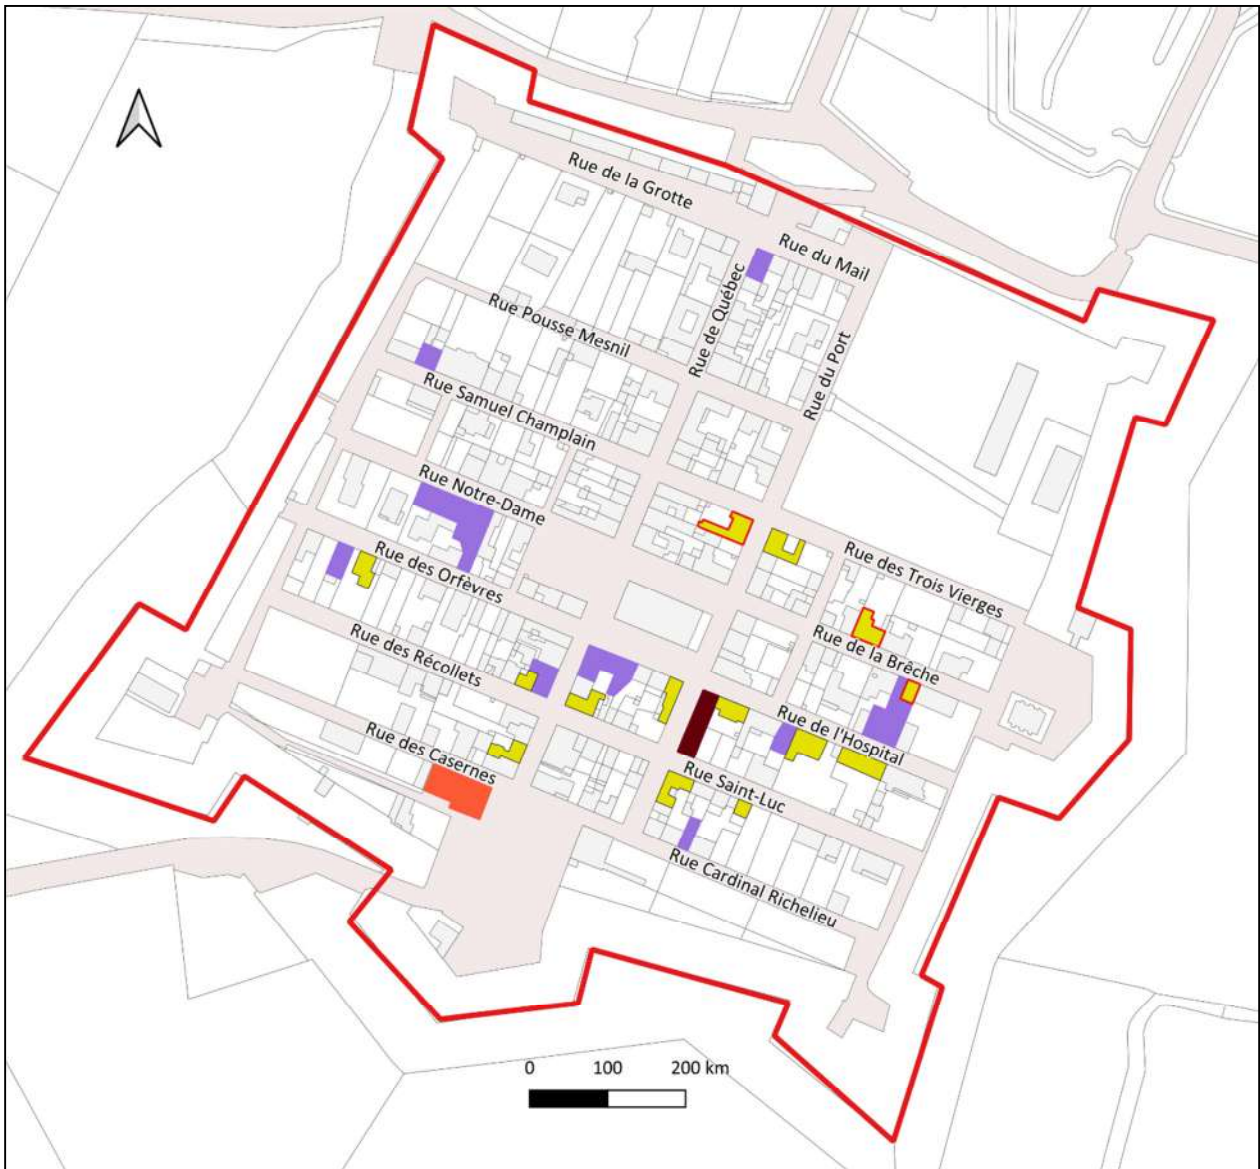 Rue de la Grotte
Rue du Mail
Rue de Québec
Rue Pousse Mesnil
Rue du Port
Rue Samuel Champlain
Rue Notre-Dame
Rue des Trois Vierges
Rue des Orfèvres
Rue de la Brêche
Rue des Récollets
Rue de l'Hospital
Rue des Casernes
Rue Saint-Luc
Rue Cardinal Richelieu
0 100 200 km